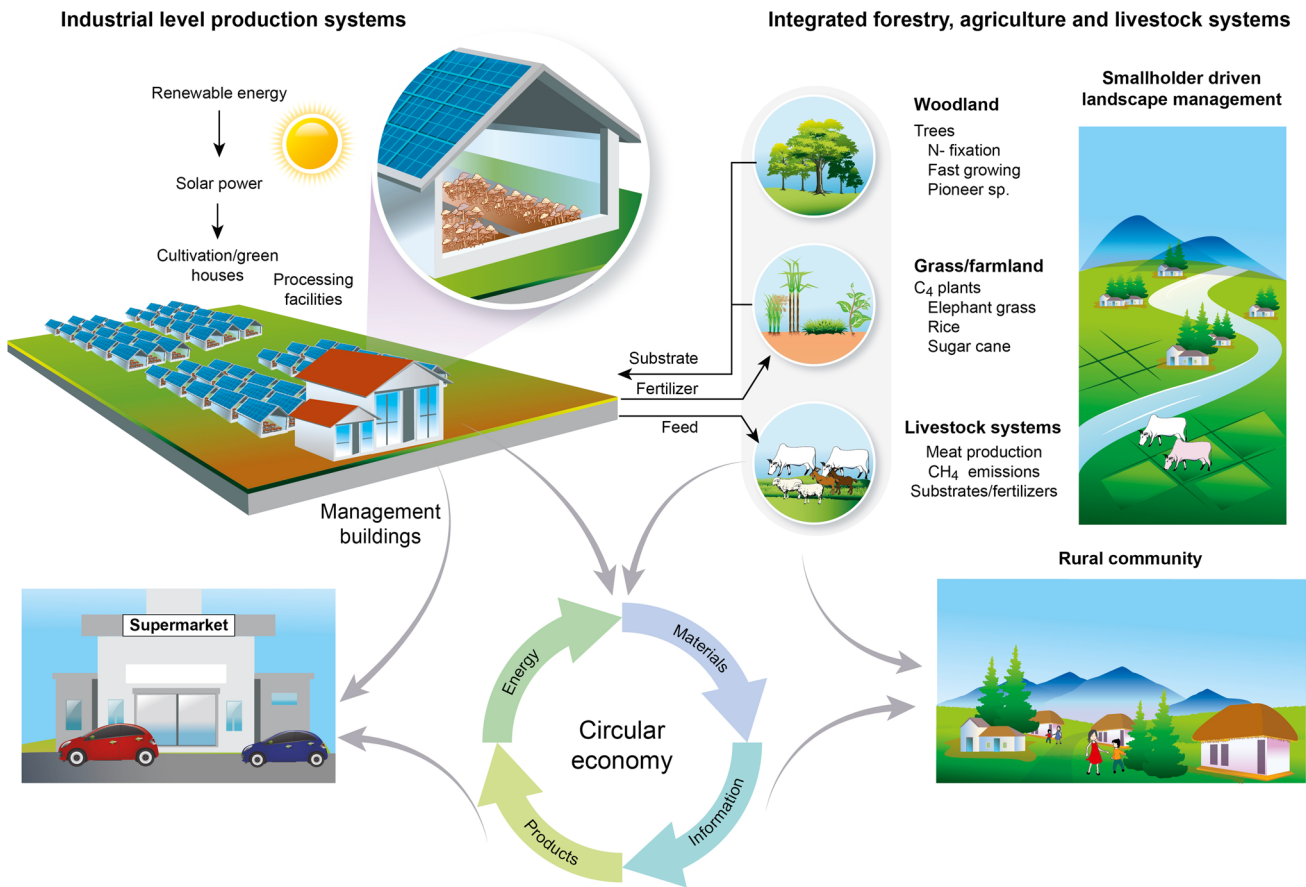 Industrial level production systems
Integrated forestry, agriculture and livestock systems
Renewable energy
Solar power
Cultivation/green
houses
Processing
facilities
Management
buildings
Substrate
Fertilizer
Feed
Woodland
Trees
N- fixation
Fast growing
Pioneer sp.
Grass/farmland
C₄ plants
Elephant grass
Rice
Sugar cane
Livestock systems
Meat production
CH₄ emissions
Substrates/fertilizers
Smallholder driven
landscape management
Supermarket
Circular
economy
Energy
Materials
Information
Products
Rural community